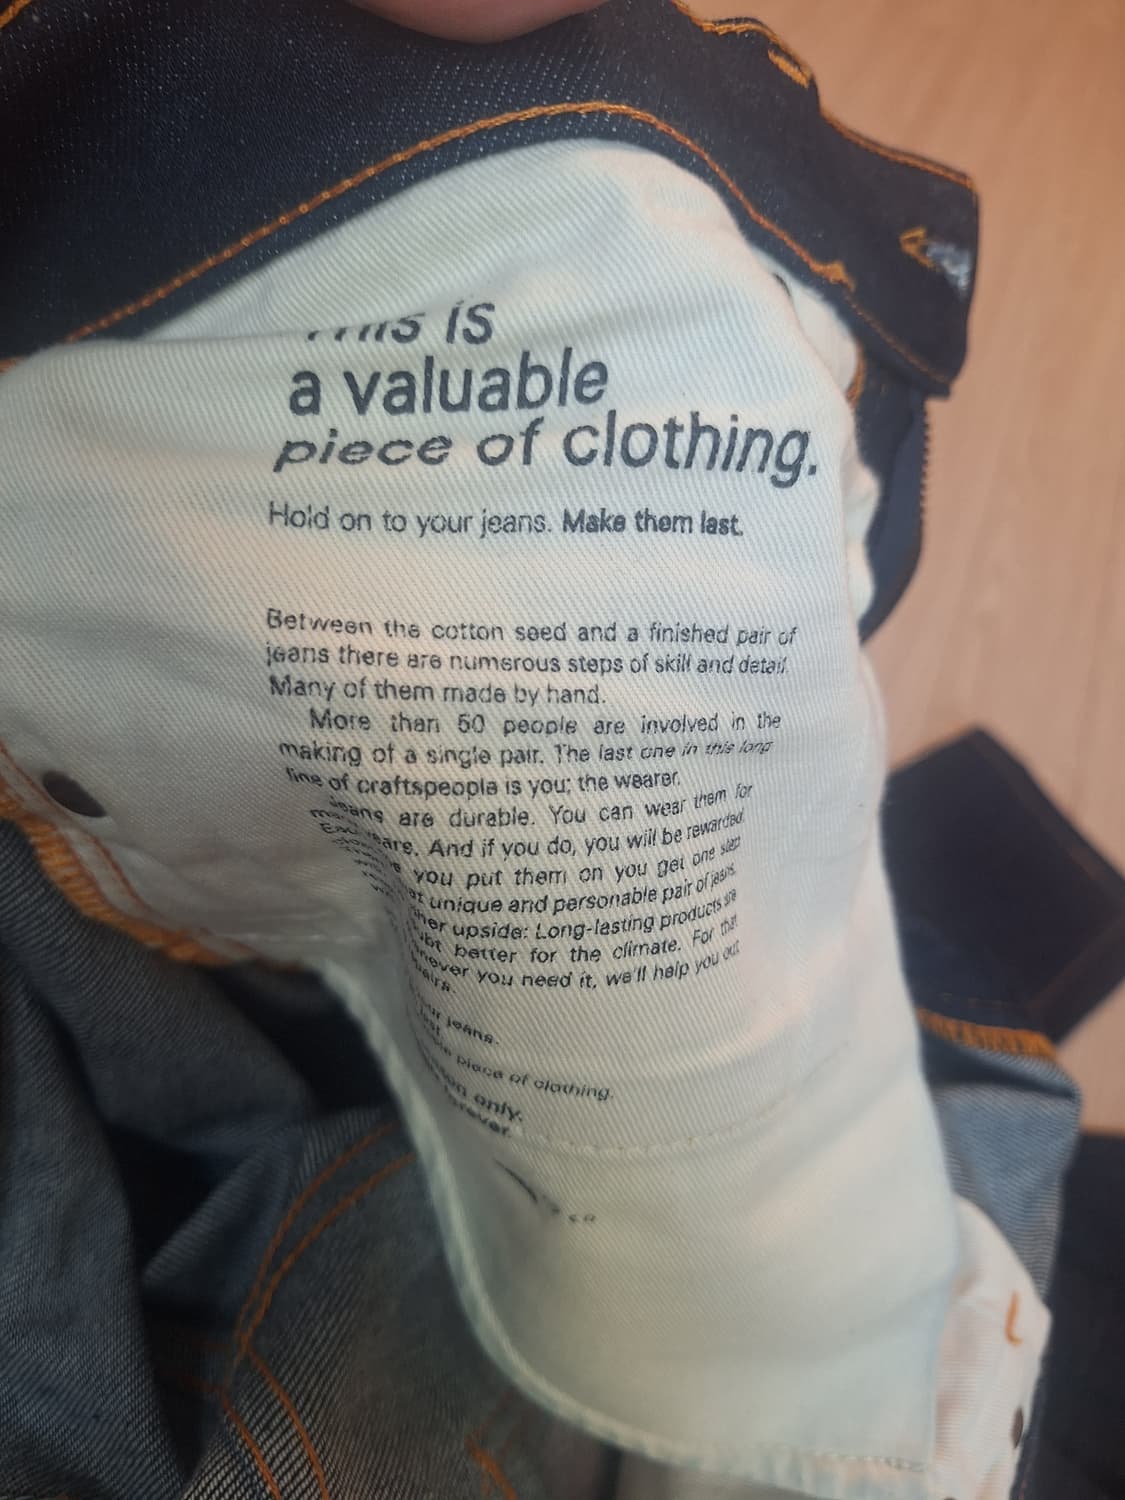 This is
a valuable
piece of clothing.
Hold on to your jeans. Make them last.
Between the cotton seed and a finished pair of
jeans there are numerous steps of skill and detail.
Many of them made by hand.
More than 50 people are involved in the
making of a single pair. The last one in this long
line of craftspeople is you; the wearer.
Jeans are durable. You can wear them for
years. And if you do, you will be rewarded.
you put them on you get one step
unique and personable pair of jeans.
upside: Long-lasting products are
better for the climate. For that
you need it, we'll help you out
jeans.
piece of clothing.
only.